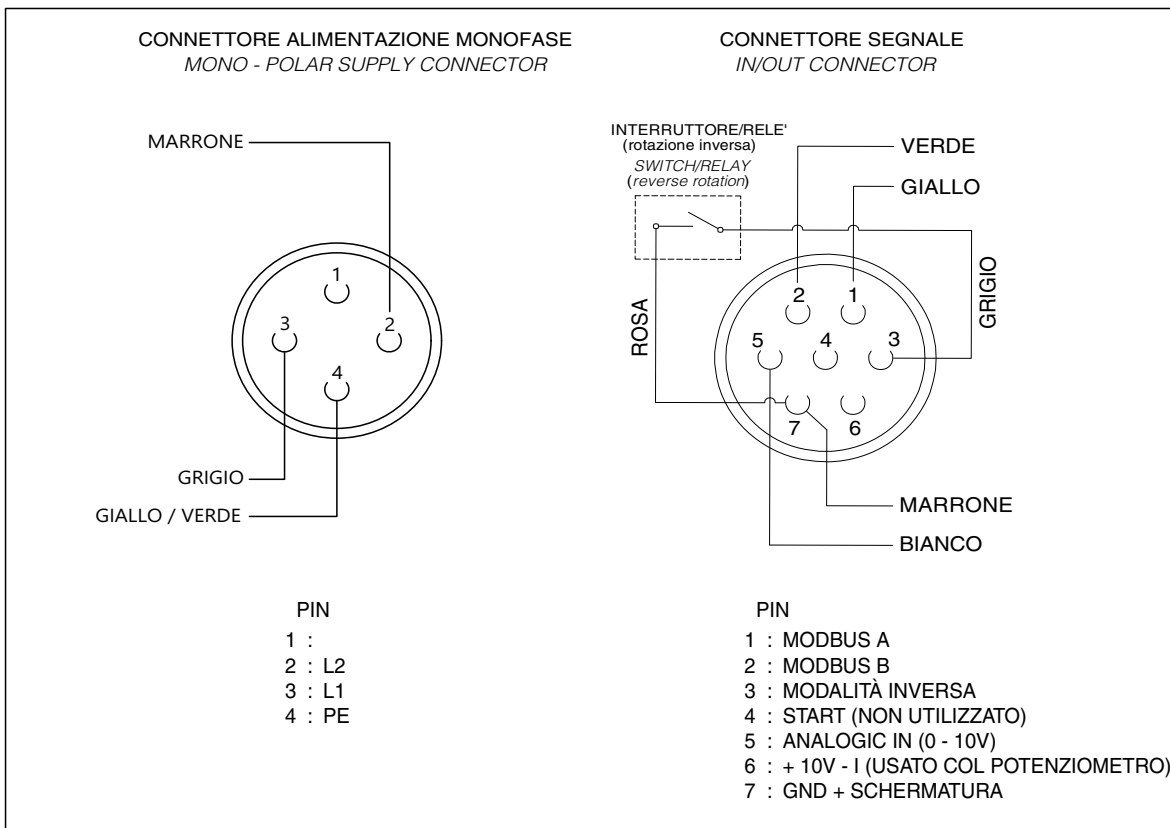 CONNETTORE ALIMENTAZIONE MONOFASE
MONO - POLAR SUPPLY CONNECTOR
MARRONE
1
3
2
4
GRIGIO
GIALLO / VERDE
PIN
1 :
2 : L2
3 : L1
4 : PE
CONNETTORE SEGNALE
IN/OUT CONNECTOR
INTERRUTTORE/RELE'
(rotazione inversa)
SWITCH/RELAY
(reverse rotation)
VERDE
GIALLO
GRIGIO
ROSA
2
1
5
4
3
7
6
MARRONE
BIANCO
PIN
1 : MODBUS A
2 : MODBUS B
3 : MODALITÀ INVERSA
4 : START (NON UTILIZZATO)
5 : ANALOGIC IN (0 - 10V)
6 : + 10V - I (USATO COL POTENZIOMETRO)
7 : GND + SCHERMATURA